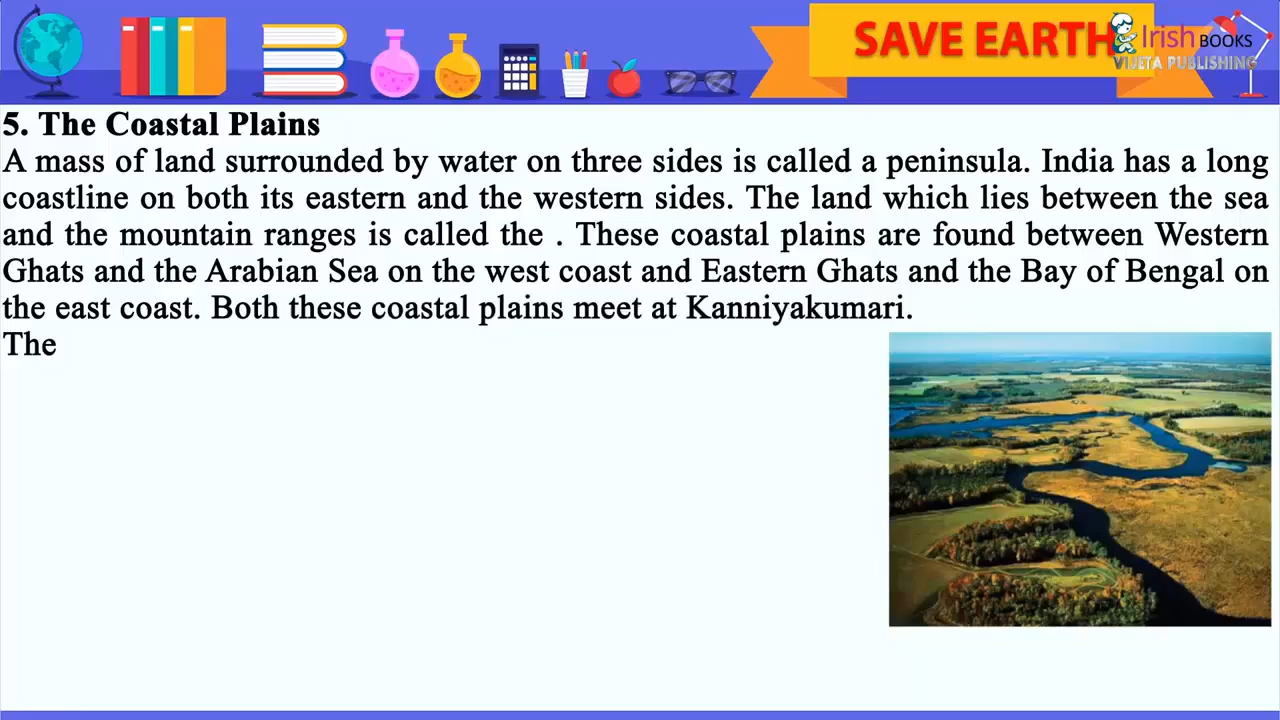 SAVE EARTH
Irish BOOKS
VIJETA PUBLISHING
5. The Coastal Plains
A mass of land surrounded by water on three sides is called a peninsula. India has a long
coastline on both its eastern and the western sides. The land which lies between the sea
and the mountain ranges is called the . These coastal plains are found between Western
Ghats and the Arabian Sea on the west coast and Eastern Ghats and the Bay of Bengal on
the east coast. Both these coastal plains meet at Kanniyakumari.
The